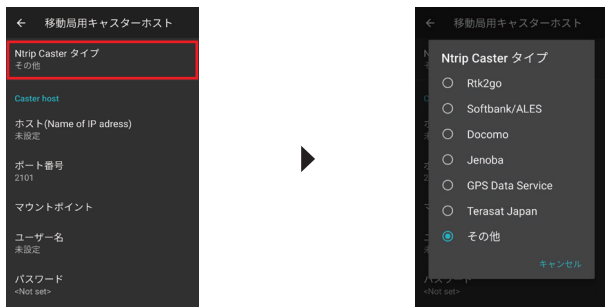 ← 移動局用キャスターホスト
Ntrip Caster タイプ
その他
Caster host
ホスト(Name of IP adress)
未設定
ポート番号
2101
マウントポイント
ユーザー名
未設定
パスワード
<Not set>
← 移動局用キャスターホスト
Ntrip Caster タイプ
Rtk2go
Softbank/ALES
Docomo
Jenoba
GPS Data Service
Terasat Japan
その他
キャンセル
パスワード
<Not set>